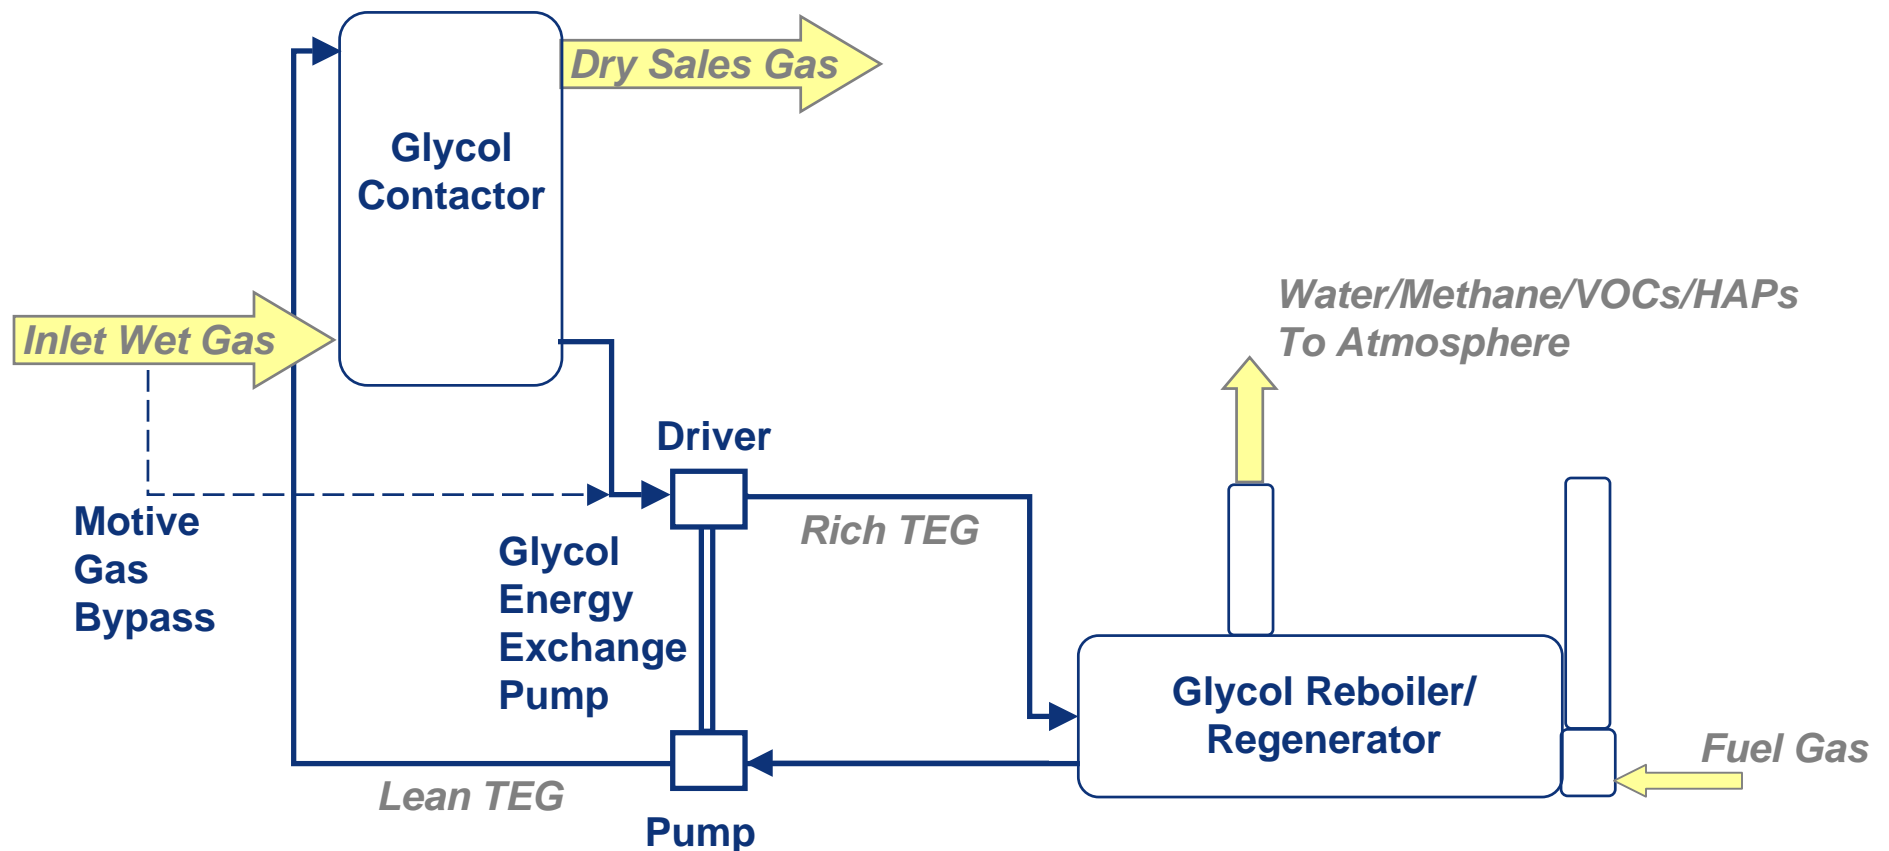 Dry Sales Gas
Glycol
Contactor
Inlet Wet Gas
Water/Methane/VOCs/HAPs
To Atmosphere
Driver
Motive
Gas
Bypass
Rich TEG
Glycol
Energy
Exchange
Pump
Glycol Reboiler/
Regenerator
Fuel Gas
Lean TEG
Pump